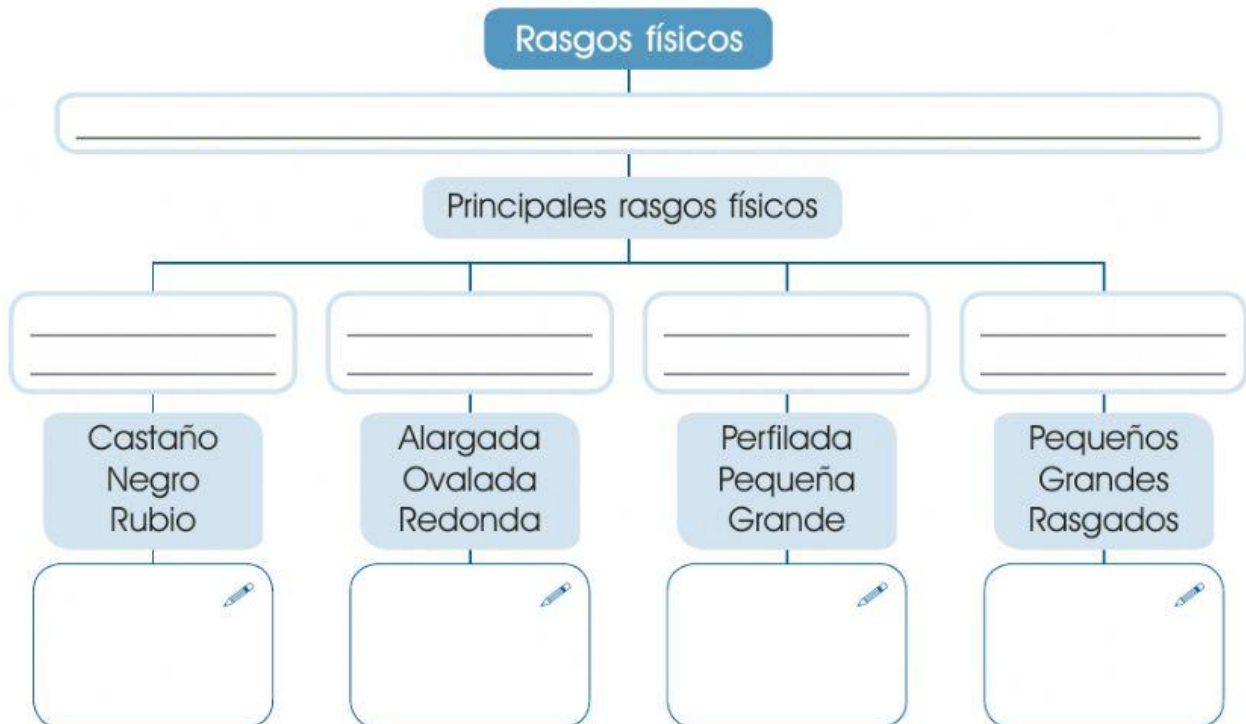 Rasgos físicos
Principales rasgos físicos
Castaño
Negro
Rubio
Alargada
Ovalada
Redonda
Perfilada
Pequeña
Grande
Pequeños
Grandes
Rasgados